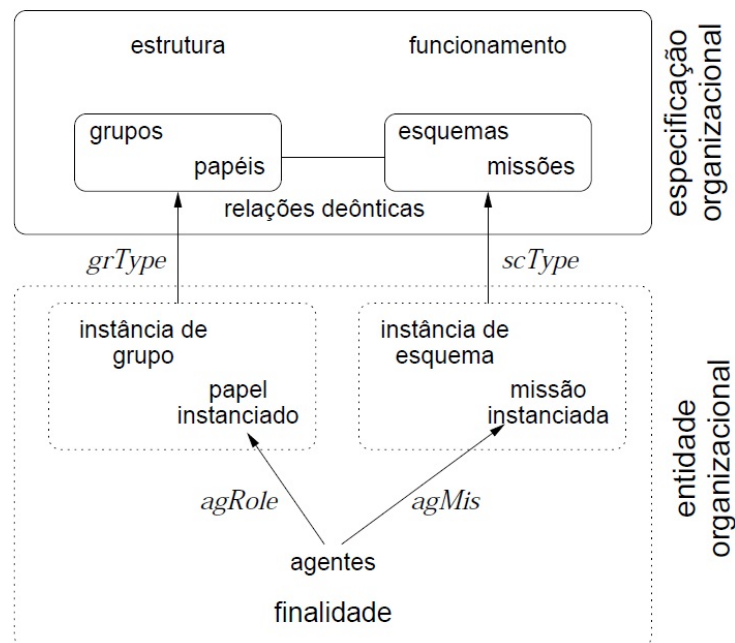 estrutura
funcionamento
grupos
papéis
esquemas
missões
relações deônticas
especificação
organizacional
grType
scType
instância de
grupo
papel
instanciado
instância de
esquema
missão
instanciada
agRole
agMis
agentes
finalidade
entidade
organizacional